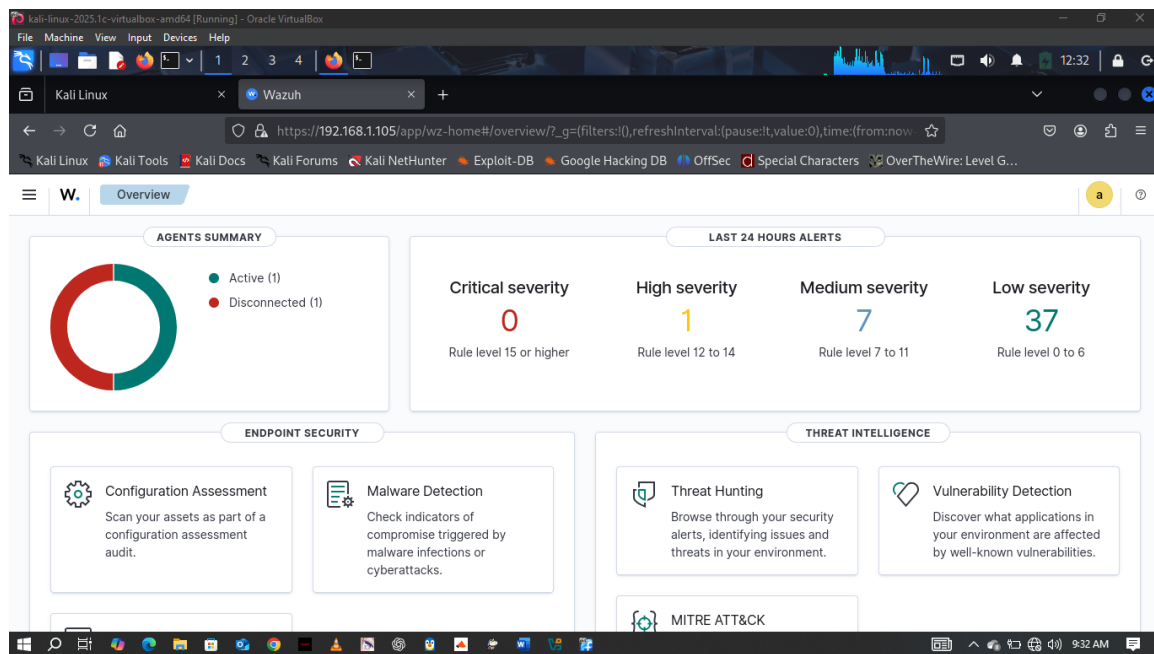 kali-linux-2025.1c-virtualbox-amd64 [Running] - Oracle VirtualBox
File Machine View Input Devices Help
1 2 3 4 12:32
Kali Linux × Wazuh × +
https://192.168.1.105/app/wz-home#/overview/?_g=(filters:!(),refreshInterval:(pause:!t,value:0),time:(from:now-
Kali Linux Kali Tools Kali Docs Kali Forums Kali NetHunter Exploit-DB Google Hacking DB OffSec Special Characters OverTheWire: Level G...
W. Overview a
AGENTS SUMMARY
Active (1)
Disconnected (1)
LAST 24 HOURS ALERTS
Critical severity High severity Medium severity Low severity
0 1 7 37
Rule level 15 or higher Rule level 12 to 14 Rule level 7 to 11 Rule level 0 to 6
ENDPOINT SECURITY
Configuration Assessment
Scan your assets as part of a
configuration assessment
audit.
Malware Detection
Check indicators of
compromise triggered by
malware infections or
cyberattacks.
THREAT INTELLIGENCE
Threat Hunting
Browse through your security
alerts, identifying issues and
threats in your environment.
Vulnerability Detection
Discover what applications in
your environment are affected
by well-known vulnerabilities.
MITRE ATT&CK
9:32 AM